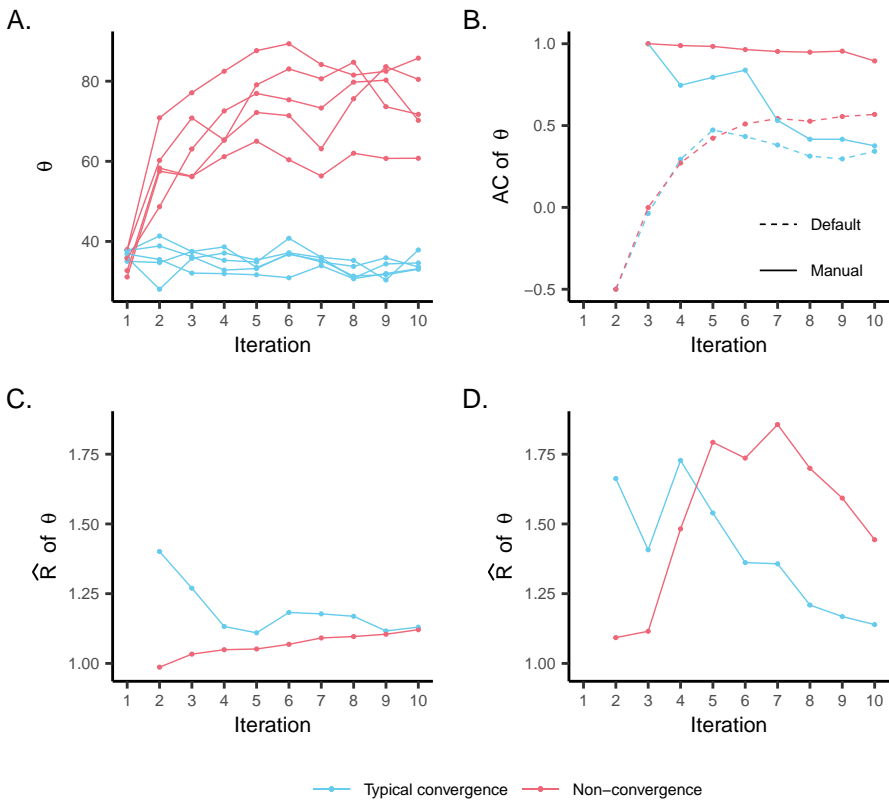 A.
80
60
40
θ
1 2 3 4 5 6 7 8 9 10
Iteration
B.
1.0
0.5
0.0
−0.5
AC of θ
Default
Manual
1 2 3 4 5 6 7 8 9 10
Iteration
C.
1.75
1.50
1.25
1.00
R̂ of θ
1 2 3 4 5 6 7 8 9 10
Iteration
D.
1.75
1.50
1.25
1.00
R̂ of θ
1 2 3 4 5 6 7 8 9 10
Iteration
Typical convergence Non−convergence